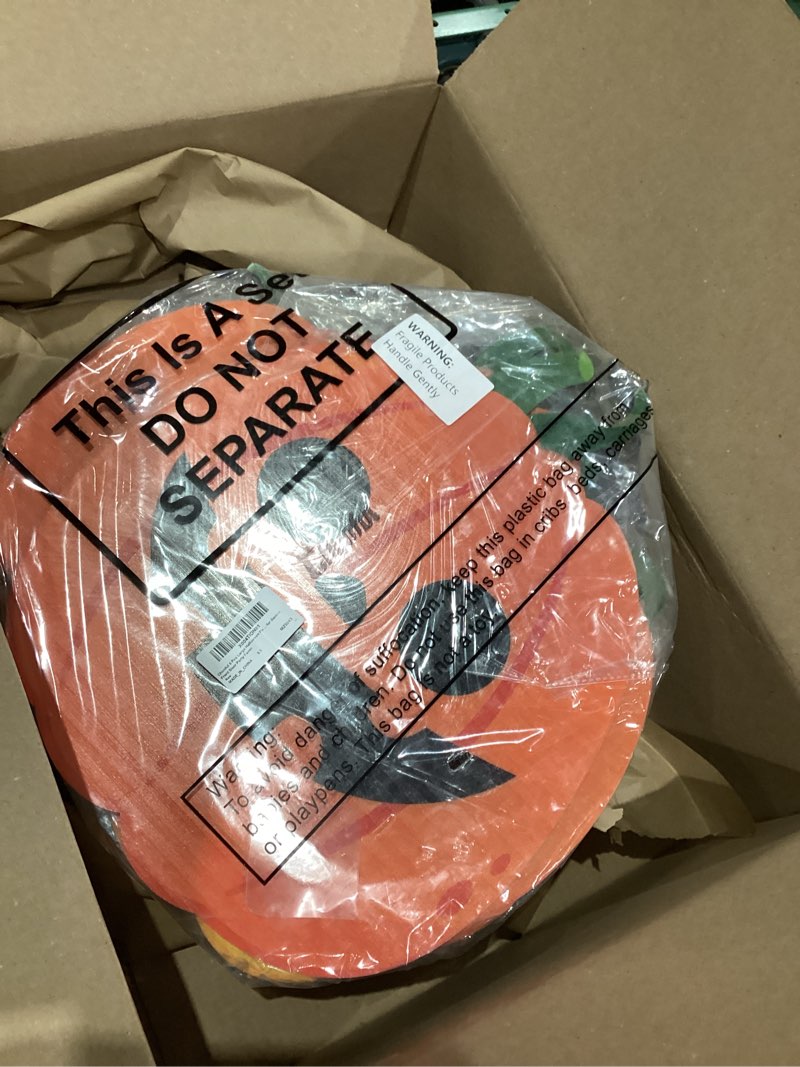 This Is A Se
DO NOT
SEPARATE
WARNING:
Fragile Products
Handle Gently
Warning:
To avoid danger of suffocation, keep this plastic bag away from
babies and children. Do not use this bag in cribs, beds, carriages
or playpens. This bag is not a toy.